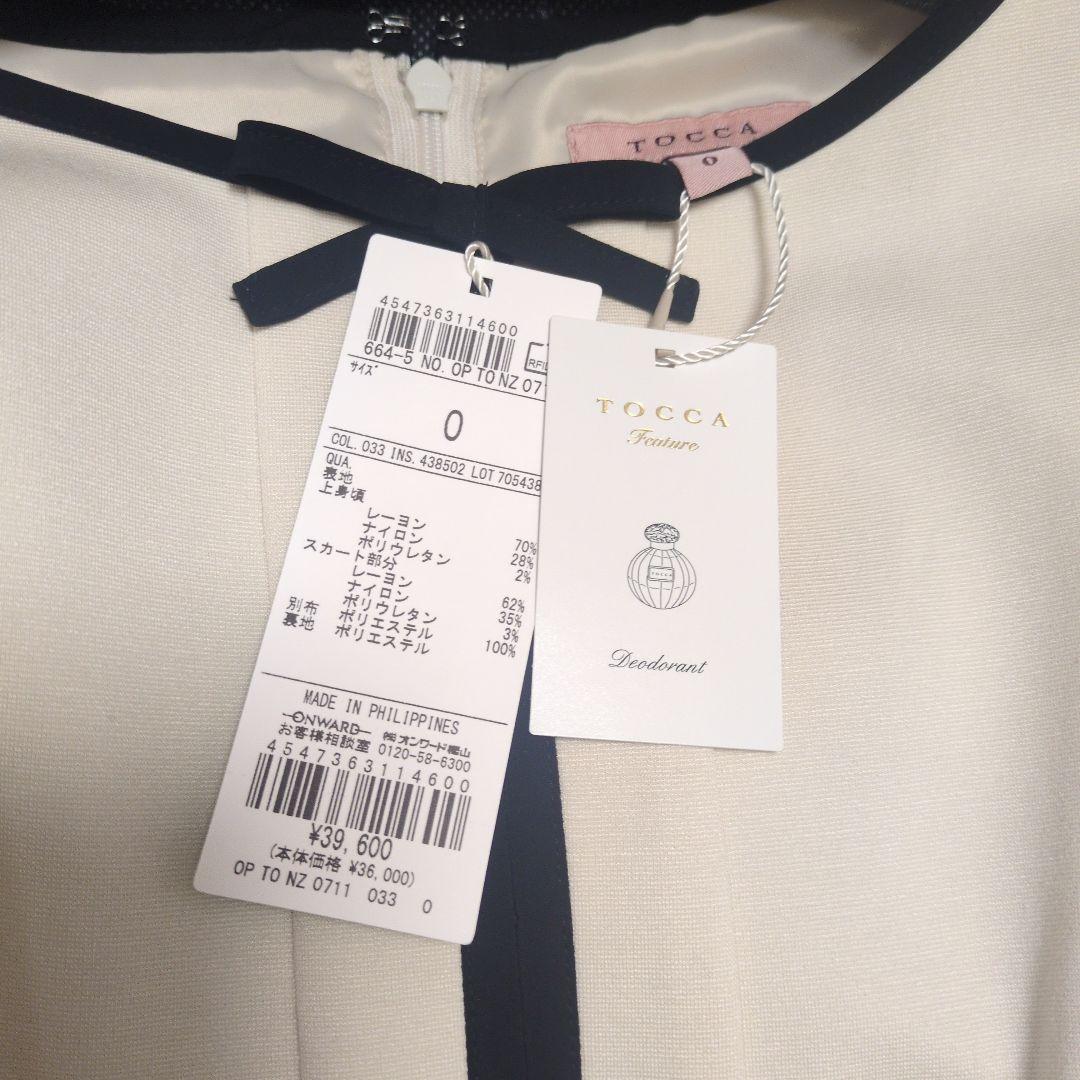 TOCCA
0
4547363114600
RFID
664-5 NO. OP TO NZ 071
サイズ
0
COL. 033 INS. 438502 LOT 705438
QUA.
表地
上身頃
レーヨン 70%
ナイロン 28%
ポリウレタン 2%
スカート部分
レーヨン 62%
ナイロン 35%
ポリウレタン 3%
別布 ポリエステル 100%
裏地 ポリエステル
MADE IN PHILIPPINES
ONWARD ㈱オンワード樫山
お客様相談室 0120-58-6300
4547363114600
¥39,600
(本体価格 ¥36,000)
OP TO NZ 0711 033 0
TOCCA
Feature
TOCCA
Deodorant